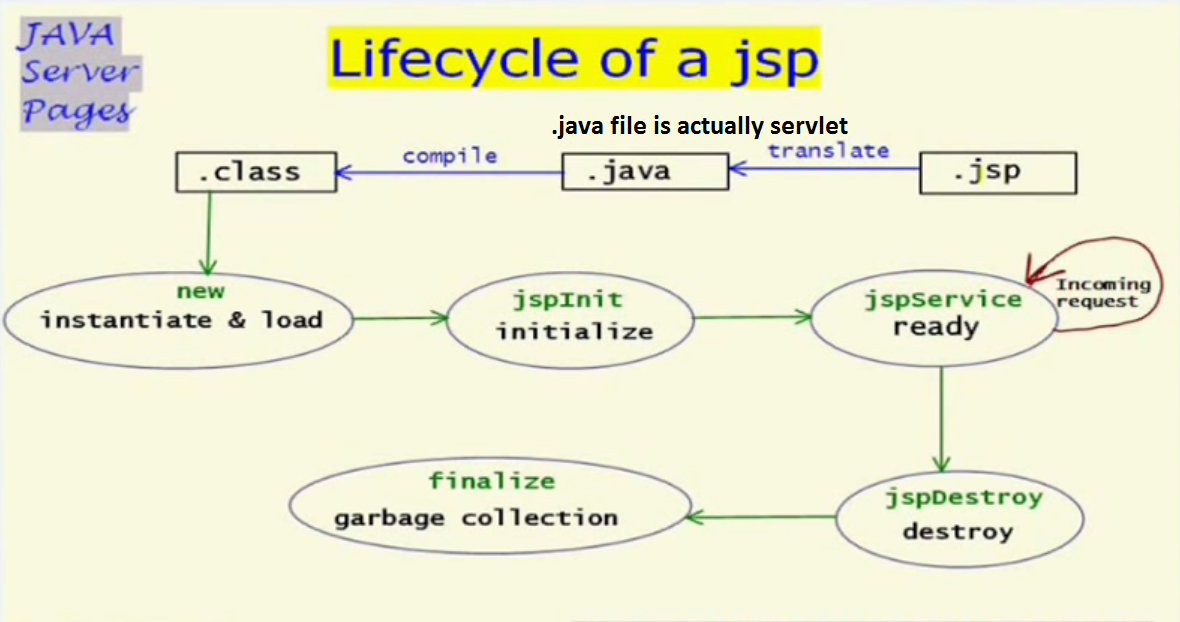 JAVA
Server
Pages
Lifecycle of a jsp
.java file is actually servlet
.class
compile
.java
translate
.jsp
new
instantiate & load
jspInit
initialize
jspService
ready
Incoming
request
finalize
garbage collection
jspDestroy
destroy